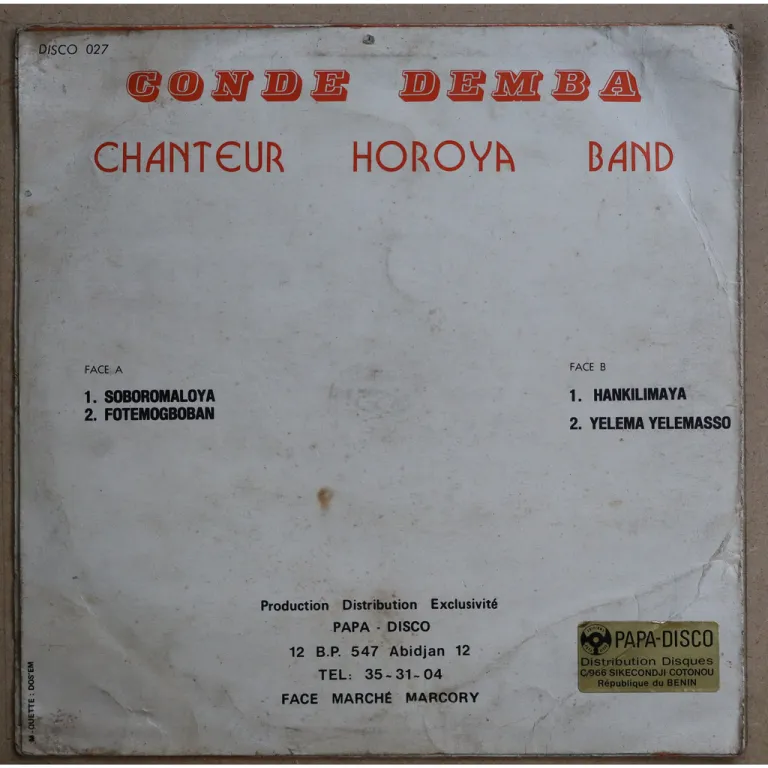 DISCO 027
CONDE DEMBA
CHANTEUR HOROYA BAND
FACE A
1. SOBOROMALOYA
2. FOTEMOGBOBAN
FACE B
1. HANKILIMAYA
2. YELEMA YELEMASSO
Production Distribution Exclusivité
PAPA - DISCO
12 B.P. 547 Abidjan 12
TEL: 35-31-04
FACE MARCHÉ MARCORY
PAPA-DISCO
Distribution Disques
C/966 SIKECONDJI COTONOU
République du BENIN